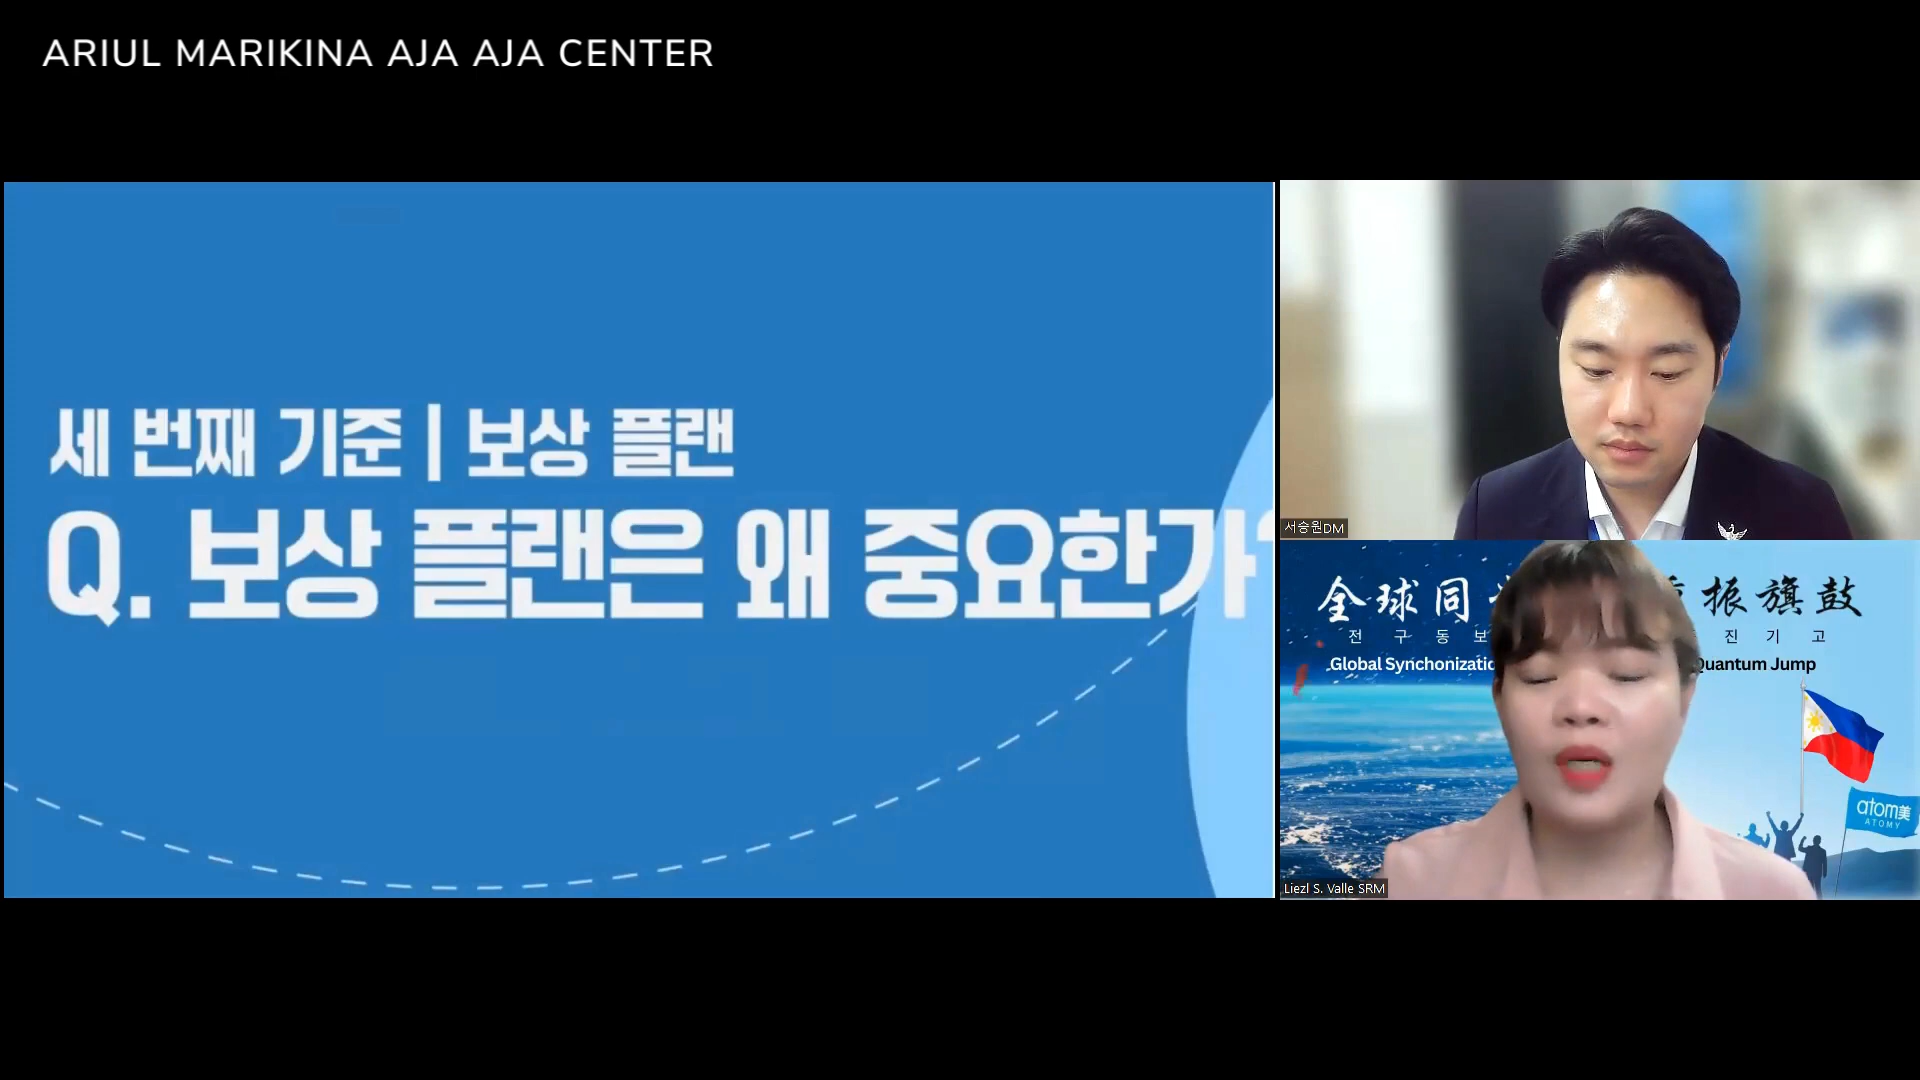 ARIUL MARIKINA AJA AJA CENTER
세 번째 기준 | 보상 플랜
Q. 보상 플랜은 왜 중요한가?
서승원DM
全球同 振旗鼓
전 구 동 보 진 기 고
Global Quantum Jump
atom美
ATOMY
Liezl S. Valle SRM